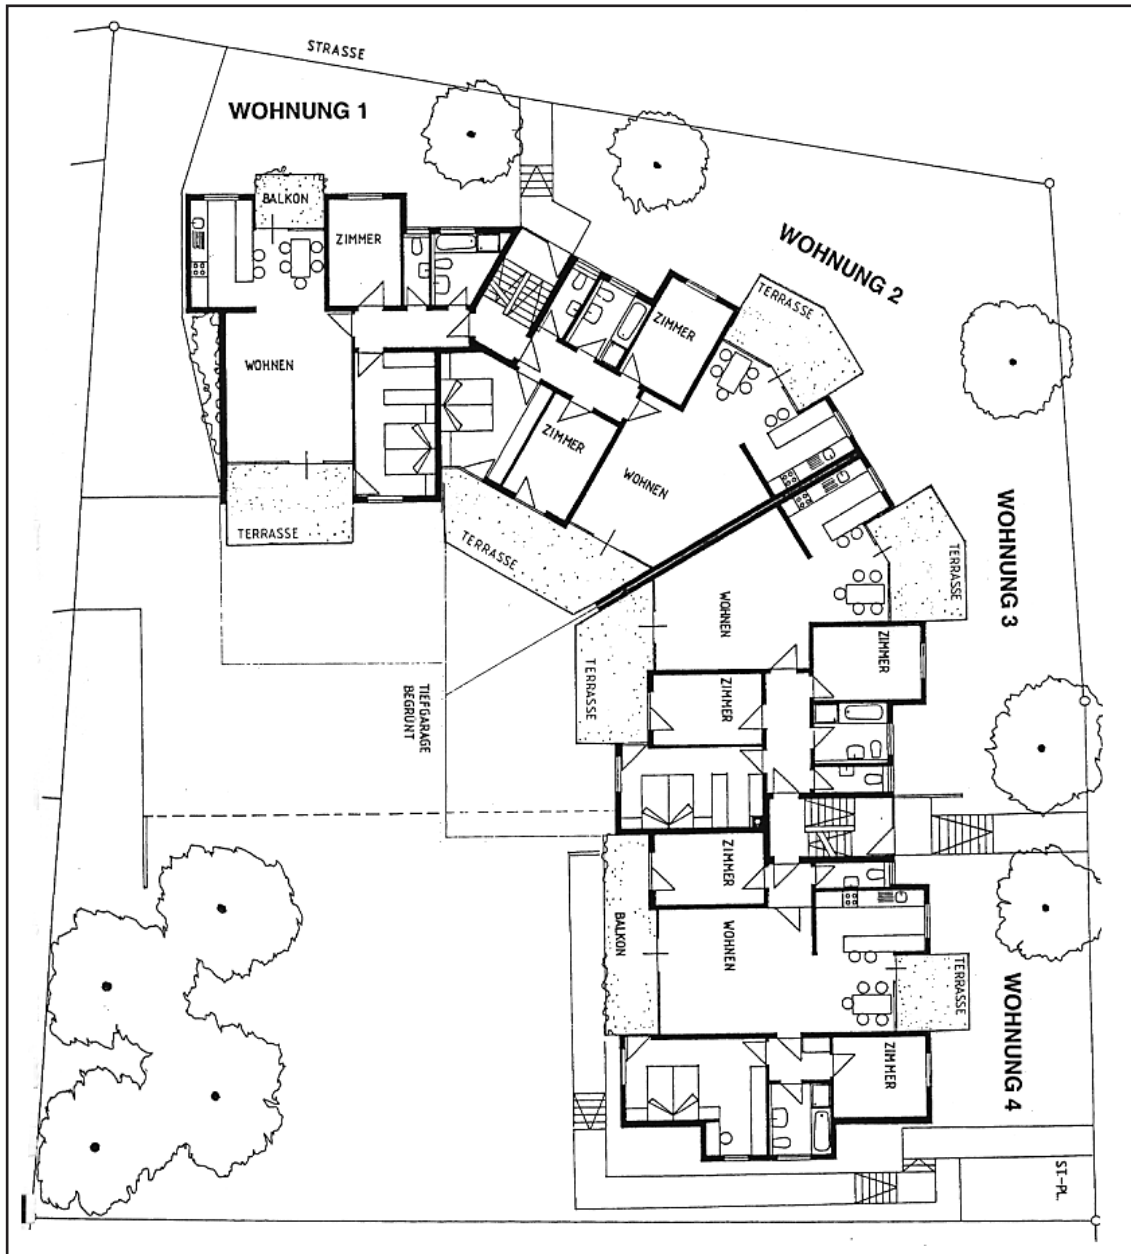 STRASSE
WOHNUNG 1
BALKON
ZIMMER
WOHNEN
TERRASSE
WOHNUNG 2
TERRASSE
ZIMMER
ZIMMER
WOHNEN
TERRASSE
WOHNUNG 3
TERRASSE
WOHNEN
ZIMMER
ZIMMER
TERRASSE
TIEFGARAGE
BEGRÜNT
ZIMMER
BALKON
WOHNEN
TERRASSE
WOHNUNG 4
ZIMMER
ST.-PL.